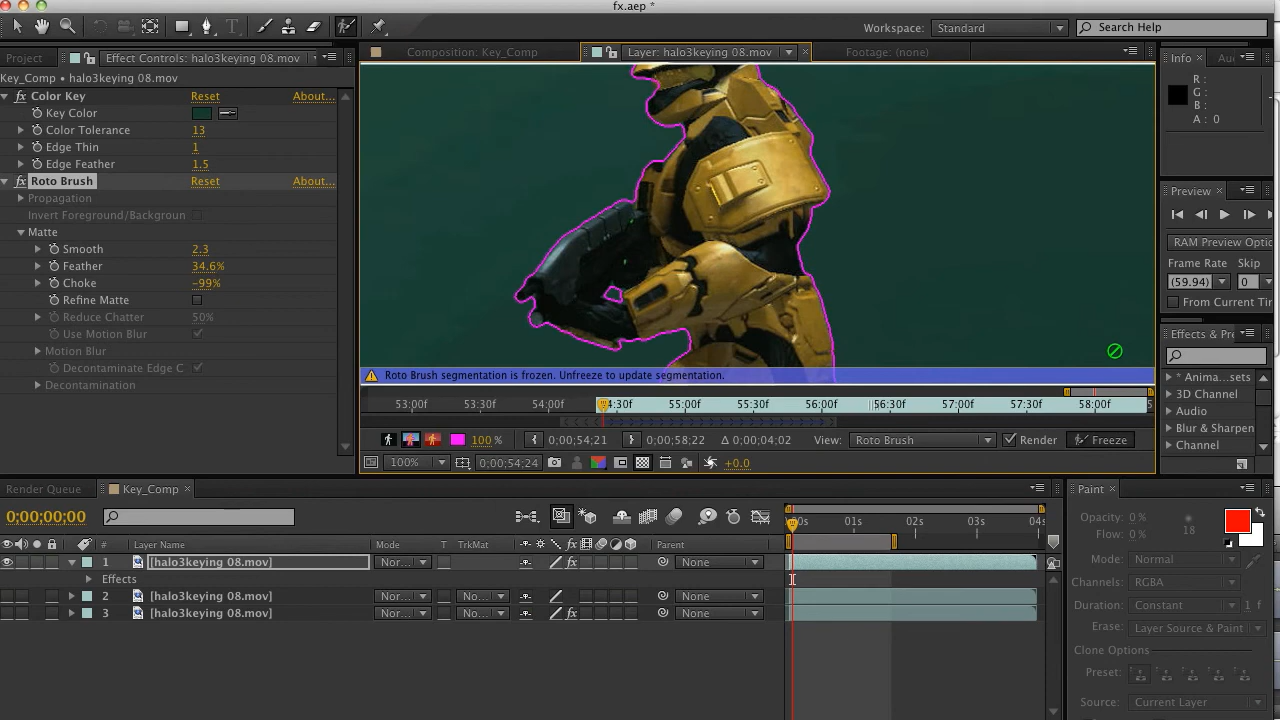 fx.aep *
Workspace: Standard
Search Help
Project
Effect Controls: halo3keying 08.mov
Composition: Key_Comp
Layer: halo3keying 08.mov
Footage: (none)
Info
Key_Comp • halo3keying 08.mov
Color Key Reset About...
Key Color
Color Tolerance 13
Edge Thin 1
Edge Feather 1.5
Roto Brush Reset About...
Propagation
Invert Foreground/Backgroun
Matte
Smooth 2.3
Feather 34.6%
Choke -99%
Refine Matte
Reduce Chatter 50%
Use Motion Blur
Motion Blur
Decontaminate Edge C
Decontamination
R :
G :
B :
A : 0
Preview
RAM Preview Optio
Frame Rate Skip
(59.94) 0
From Current Tir
Effects & Pre
* Anima...sets
3D Channel
Audio
Blur & Sharpen
Channel
Roto Brush segmentation is frozen. Unfreeze to update segmentation.
53:00f 53:30f 54:00f 4:30f 55:00f 55:30f 56:00f 56:30f 57:00f 57:30f 58:00f
100 % 0;00;54;21 0;00;58;22 Δ 0;00;04;02 View: Roto Brush Render Freeze
100% 0;00;54;24 +0.0
Render Queue
Key_Comp
0;00;00;00
00s 01s 02s 03s 04s
# Layer Name Mode T TrkMat Parent
1 [halo3keying 08.mov] Nor... None
Effects
2 [halo3keying 08.mov] Nor... No... None
3 [halo3keying 08.mov] Nor... No... None
Paint
Opacity: 0 %
Flow: 0 %
18
Mode: Normal
Channels: RGBA
Duration: Constant 1 f
Erase: Layer Source & Paint
Clone Options
Preset:
Source: Current Layer